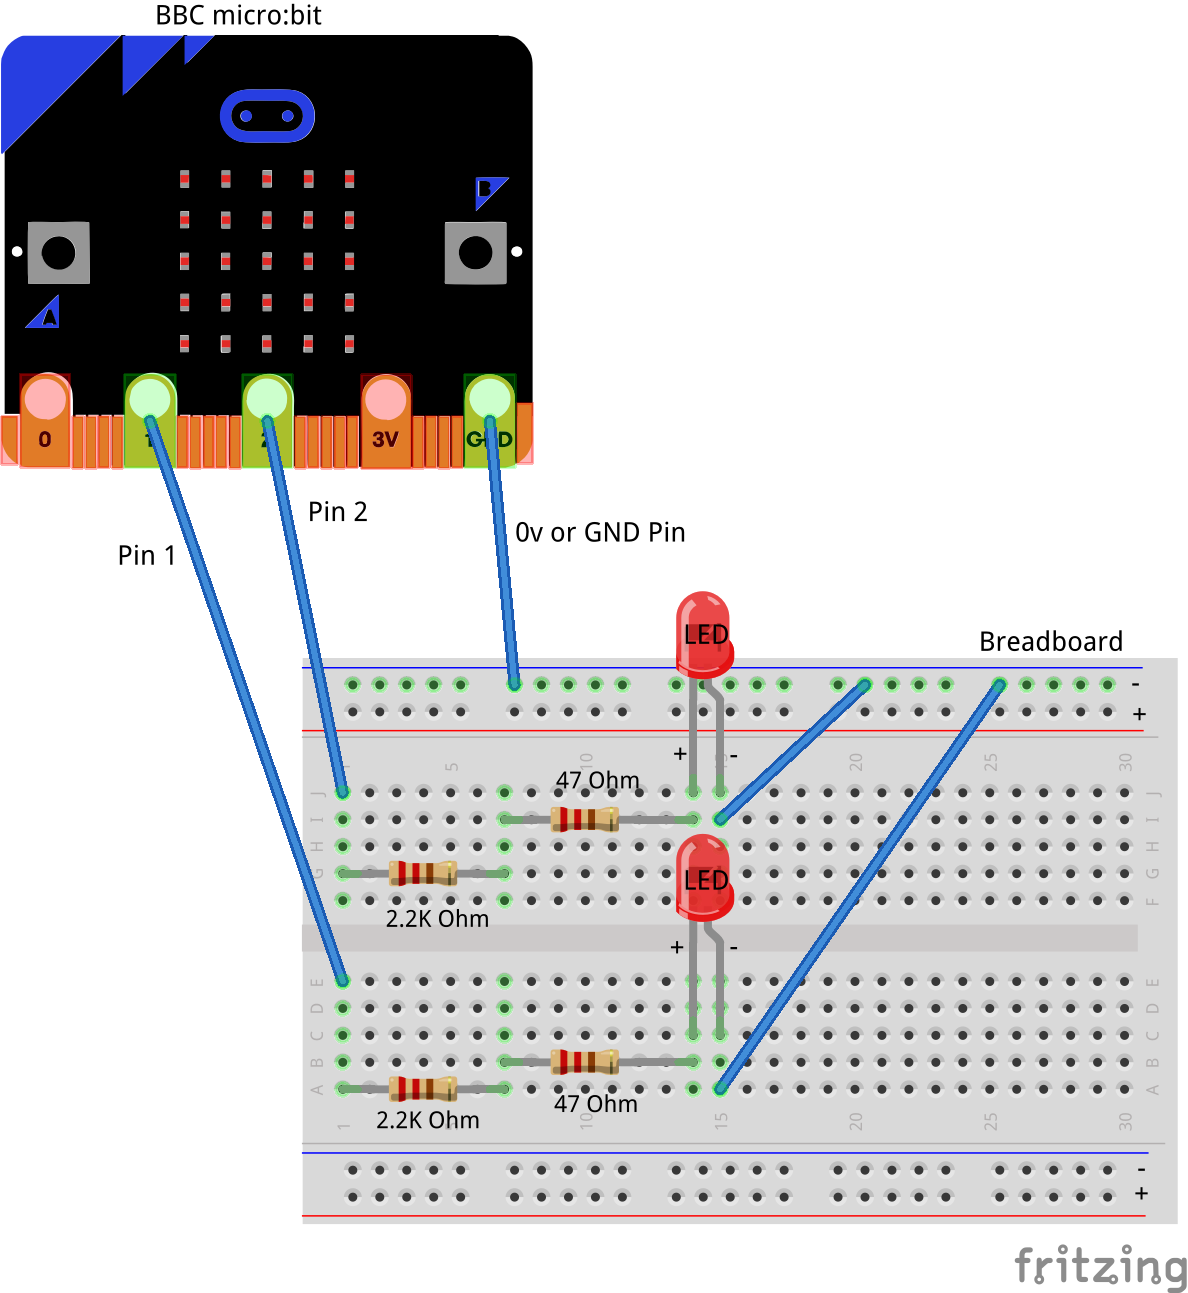 BBC micro:bit
B
A
0
1
2
3V
GND
Pin 2
0v or GND Pin
Pin 1
LED
Breadboard
-
+
+
-
5
10
15
20
25
30
47 Ohm
J
J
I
I
H
H
LED
G
G
2.2K Ohm
F
+
-
E
E
D
D
C
C
B
B
A
A
47 Ohm
2.2K Ohm
1
10
15
20
25
30
-
+
fritzing